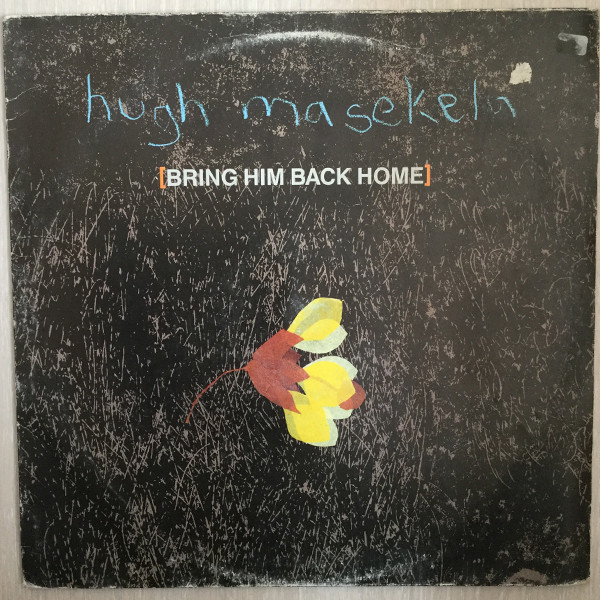 hugh masekela
[BRING HIM BACK HOME]